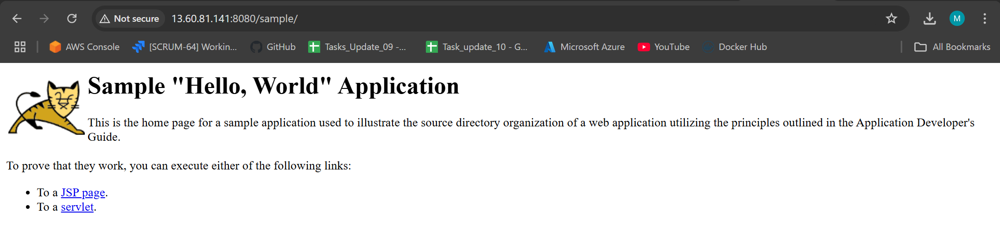 Not secure 13.60.81.141:8080/sample/ M
AWS Console [SCRUM-64] Workin... GitHub Tasks_Update_09 -... Task_update_10 - G... Microsoft Azure YouTube Docker Hub All Bookmarks
Sample "Hello, World" Application
This is the home page for a sample application used to illustrate the source directory organization of a web application utilizing the principles outlined in the Application Developer's
Guide.
To prove that they work, you can execute either of the following links:
• To a JSP page.
• To a servlet.